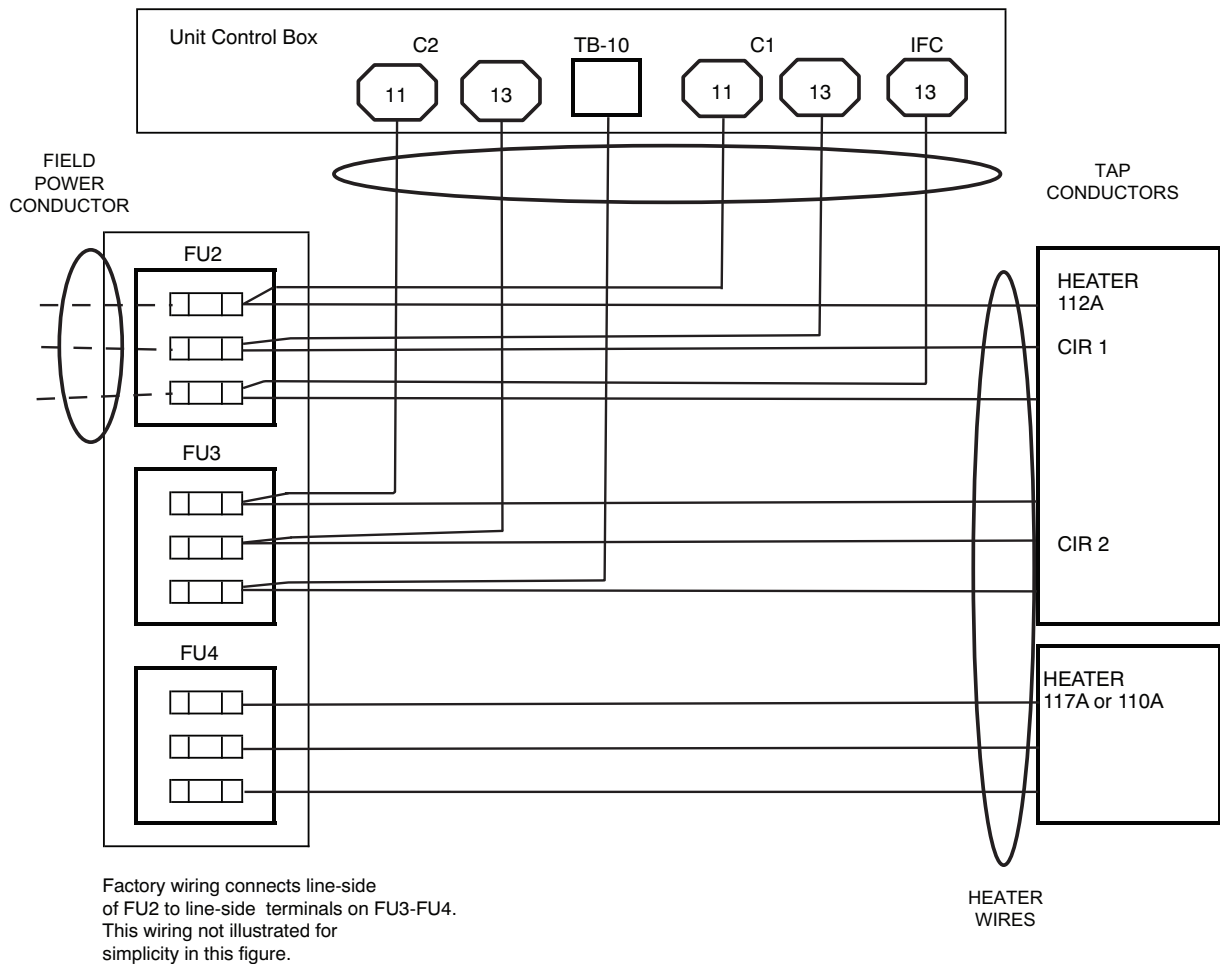 Unit Control Box
C2
TB-10
C1
IFC
11
13
11
13
13
FIELD
POWER
CONDUCTOR
TAP
CONDUCTORS
FU2
HEATER
112A
CIR 1
FU3
CIR 2
FU4
HEATER
117A or 110A
Factory wiring connects line-side
of FU2 to line-side terminals on FU3-FU4.
This wiring not illustrated for
simplicity in this figure.
HEATER
WIRES